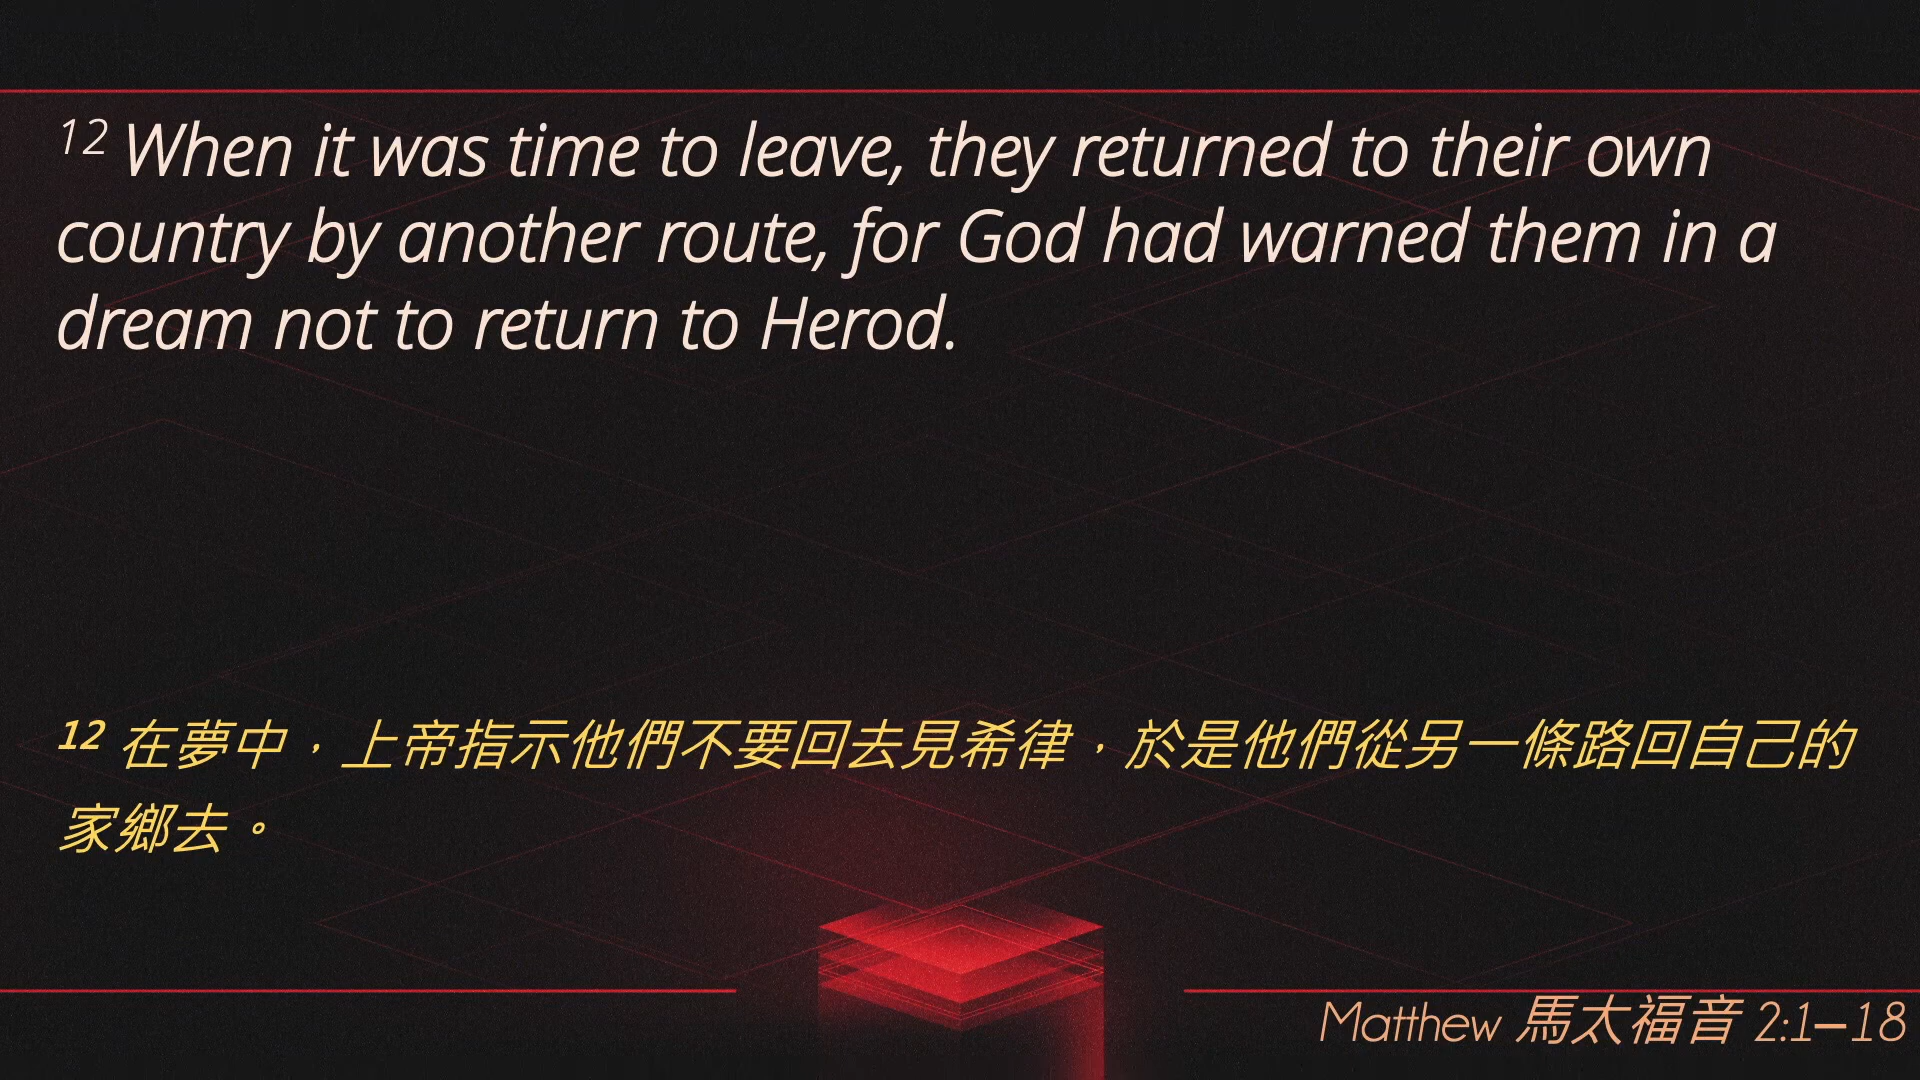 12 When it was time to leave, they returned to their own
country by another route, for God had warned them in a
dream not to return to Herod.
12 在夢中，上帝指示他們不要回去見希律，於是他們從另一條路回自己的
家鄉去。
Matthew 馬太福音 2:1–18